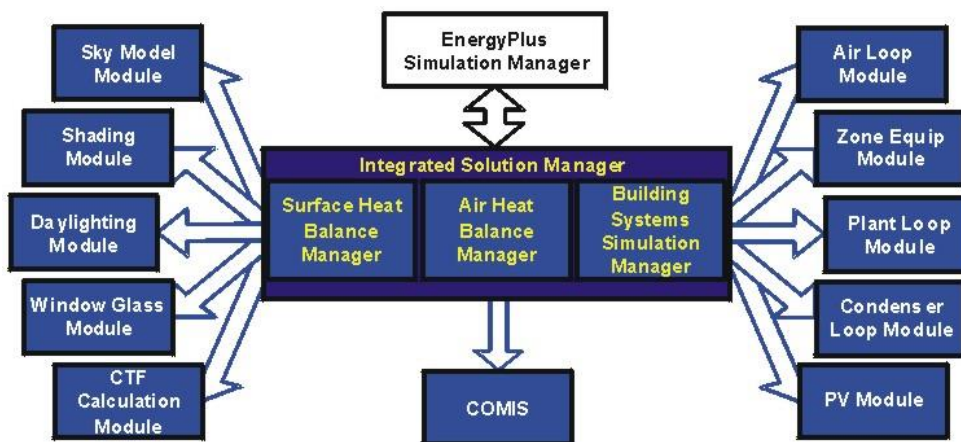 Sky Model
Module
Shading
Module
Daylighting
Module
Window Glass
Module
CTF
Calculation
Module
EnergyPlus
Simulation Manager
Integrated Solution Manager
Surface Heat
Balance
Manager
Air Heat
Balance
Manager
Building
Systems
Simulation
Manager
COMIS
Air Loop
Module
Zone Equip
Module
Plant Loop
Module
Condenser
Loop Module
PV Module